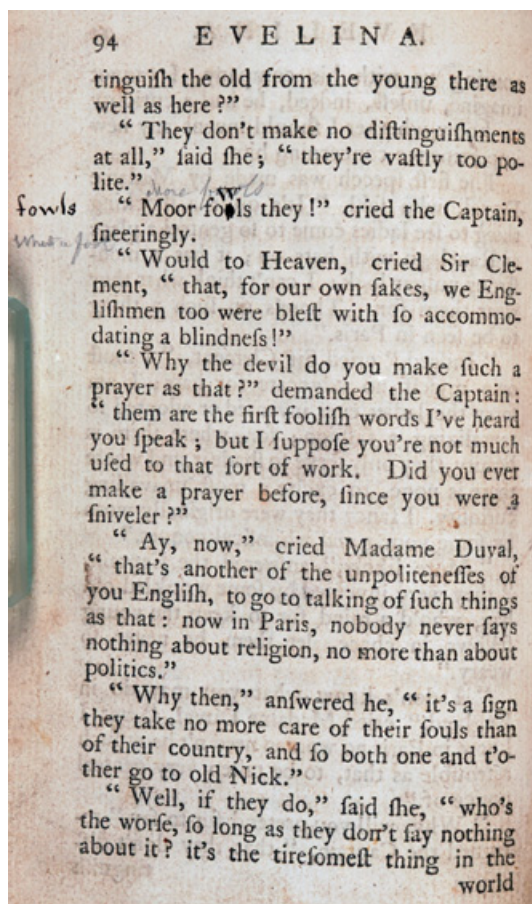 94 EVELINA.
tinguiſh the old from the young there as
well as here?”
“ They don't make no diſtinguiſhments
at all,” ſaid ſhe; “ they're vaſtly too po-
lite.”
more fowls
fowls “ Moor fowls they!” cried the Captain,
ſneeringly.
“ Would to Heaven, cried Sir Cle-
ment, “ that, for our own ſakes, we Eng-
liſhmen too were bleſt with ſo accommo-
dating a blindneſs!”
“ Why the devil do you make ſuch a
prayer as that?” demanded the Captain:
“ them are the firſt fooliſh words I've heard
you ſpeak; but I ſuppoſe you're not much
uſed to that ſort of work. Did you ever
make a prayer before, ſince you were a
ſniveler?”
“ Ay, now,” cried Madame Duval,
“ that's another of the unpoliteneſſes of
you Engliſh, to go to talking of ſuch things
as that: now in Paris, nobody never ſays
nothing about religion, no more than about
politics.”
“ Why then,” anſwered he, “ it's a ſign
they take no more care of their ſouls than
of their country, and ſo both one and t'o-
ther go to old Nick.”
“ Well, if they do,” ſaid ſhe, “ who's
the worſe, ſo long as they don't ſay nothing
about it? it's the tireſomeſt thing in the
world